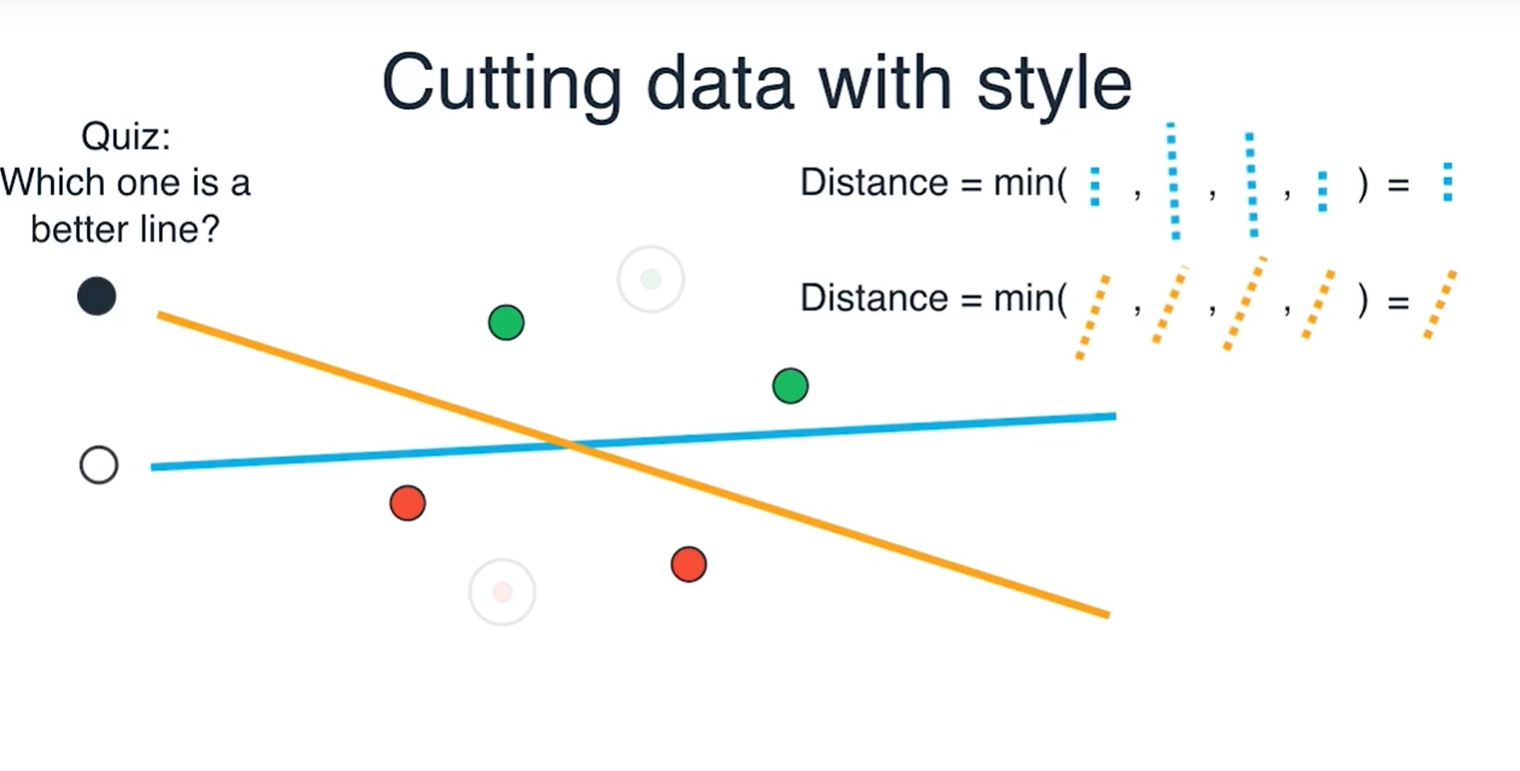 Cutting data with style
Quiz:
Which one is a
better line?
Distance = min( , , , ) =
Distance = min( , , , ) =